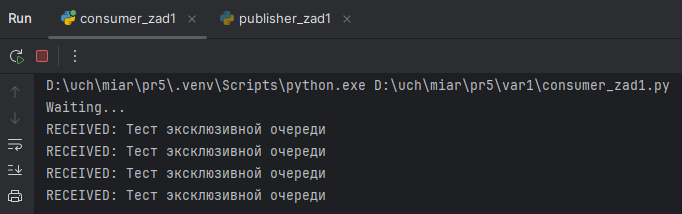 Run consumer_zad1 publisher_zad1
D:\uch\miar\pr5\.venv\Scripts\python.exe D:\uch\miar\pr5\var1\consumer_zad1.py
Waiting...
RECEIVED: Тест эксклюзивной очереди
RECEIVED: Тест эксклюзивной очереди
RECEIVED: Тест эксклюзивной очереди
RECEIVED: Тест эксклюзивной очереди